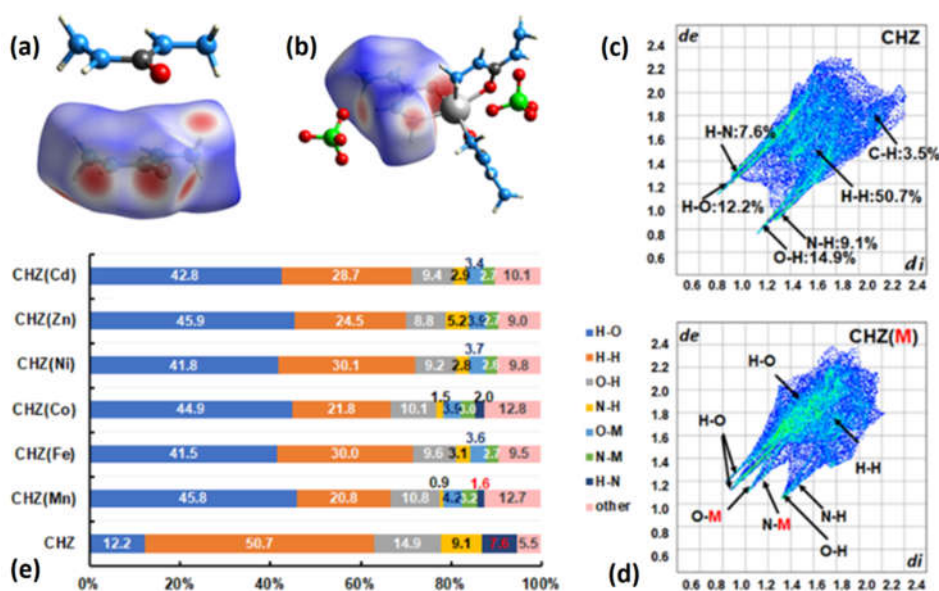 (a)
(b)
(c)
2.4
de
CHZ
2.2
2.0
1.8
1.6
1.4
1.2
1.0
0.8
0.6
H-N:7.6%
C-H:3.5%
H-H:50.7%
H-O:12.2%
N-H:9.1%
O-H:14.9%
di
0.6 0.8 1.0 1.2 1.4 1.6 1.8 2.0 2.2 2.4
3.4
CHZ(Cd) 42.8 28.7 9.4 2.9 2.7 10.1
CHZ(Zn) 45.9 24.5 8.8 5.2 3.9 2.7 9.0
3.7
CHZ(Ni) 41.8 30.1 9.2 2.8 2.6 9.8
1.5 2.0
CHZ(Co) 44.9 21.8 10.1 3.9 3.0 12.8
3.6
CHZ(Fe) 41.5 30.0 9.6 3.1 2.7 9.5
0.9 1.6
CHZ(Mn) 45.8 20.8 10.8 4.2 3.2 12.7
CHZ 12.2 50.7 14.9 9.1 7.6 5.5
(e)
0% 20% 40% 60% 80% 100%
H-O
H-H
O-H
N-H
O-M
N-M
H-N
other
2.4
de
CHZ(M)
2.2
2.0
1.8
1.6
1.4
1.2
1.0
0.8
0.6
H-O
H-O
H-H
O-M
N-M
N-H
O-H
di
0.6 0.8 1.0 1.2 1.4 1.6 1.8 2.0 2.2 2.4
(d)